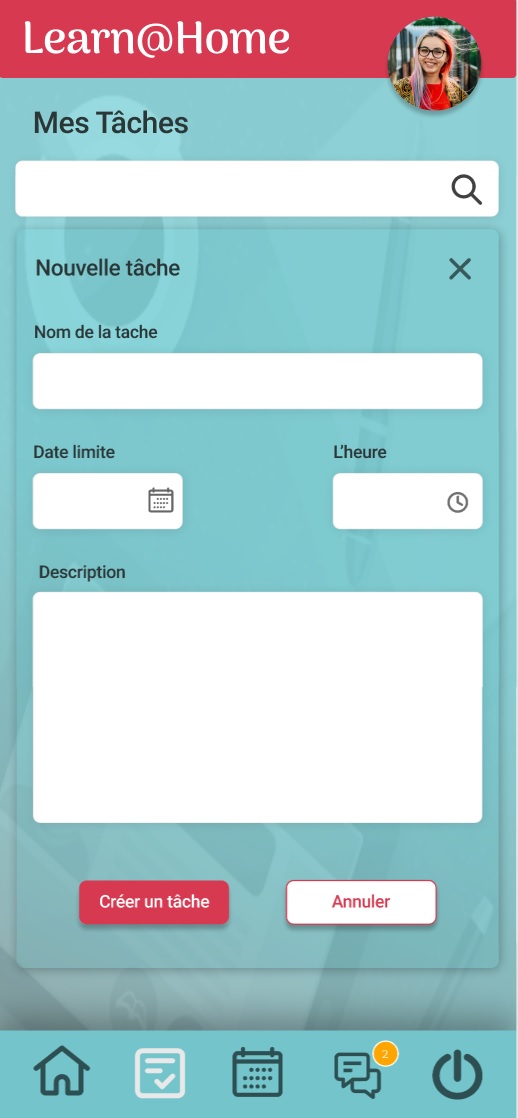 Learn@Home
Mes Tâches
Nouvelle tâche
Nom de la tache
Date limite
L'heure
Description
Créer un tâche
Annuler
2